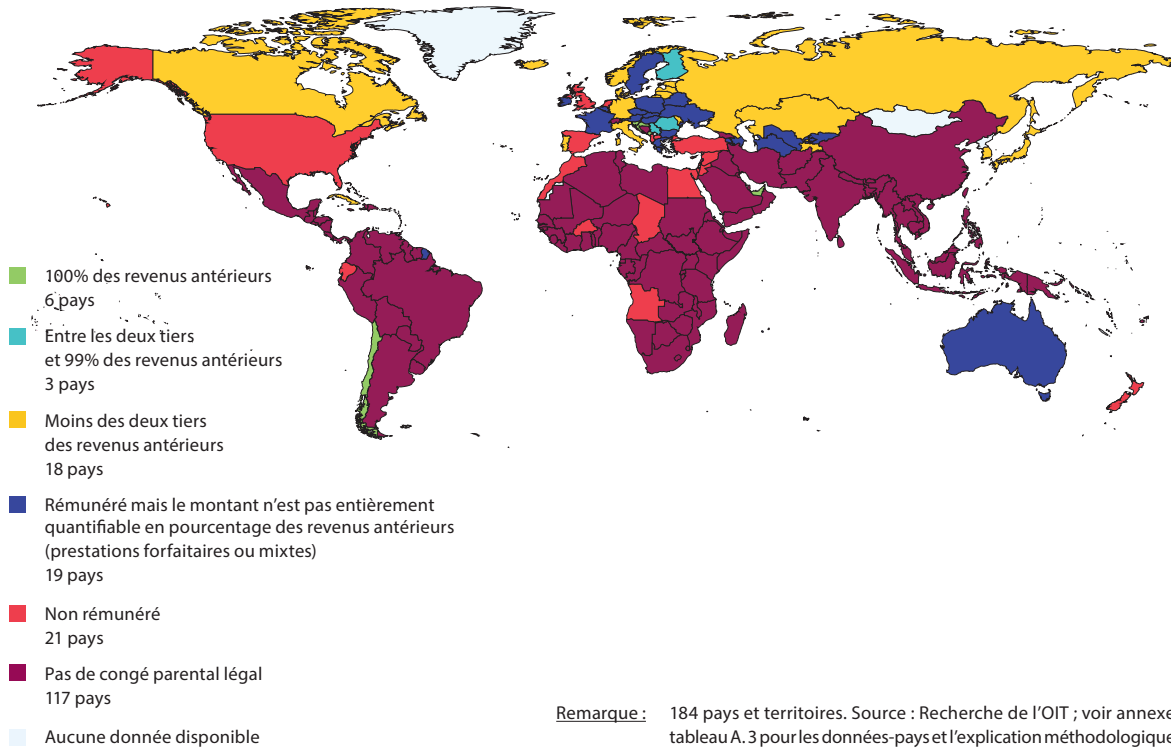 100% des revenus antérieurs
6 pays
Entre les deux tiers
et 99% des revenus antérieurs
3 pays
Moins des deux tiers
des revenus antérieurs
18 pays
Rémunéré mais le montant n'est pas entièrement
quantifiable en pourcentage des revenus antérieurs
(prestations forfaitaires ou mixtes)
19 pays
Non rémunéré
21 pays
Pas de congé parental légal
117 pays
Aucune donnée disponible
Remarque : 184 pays et territoires. Source : Recherche de l'OIT ; voir annexe
tableau A. 3 pour les données-pays et l'explication méthodologique